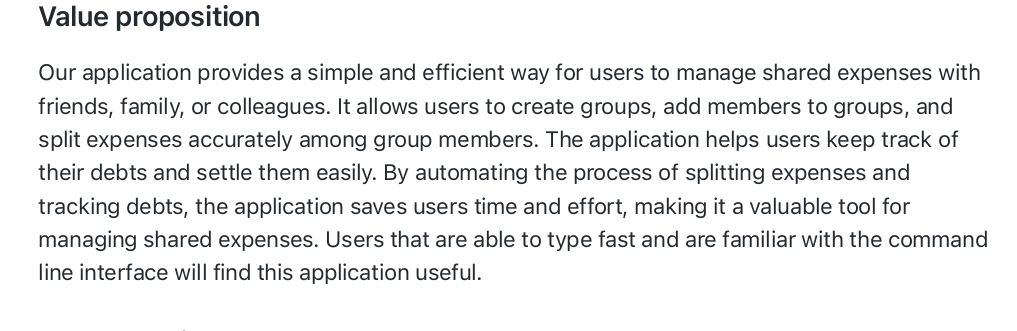 Value proposition
Our application provides a simple and efficient way for users to manage shared expenses with
friends, family, or colleagues. It allows users to create groups, add members to groups, and
split expenses accurately among group members. The application helps users keep track of
their debts and settle them easily. By automating the process of splitting expenses and
tracking debts, the application saves users time and effort, making it a valuable tool for
managing shared expenses. Users that are able to type fast and are familiar with the command
line interface will find this application useful.